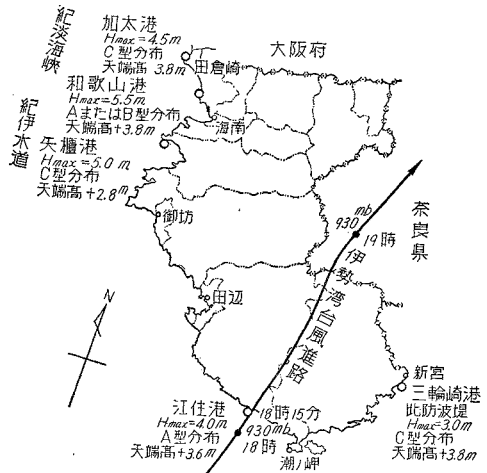 加太港
Hmax=4.5m
C型分布
天端高 3.8m
大阪府
紀淡海峡
田倉崎
和歌山港
Hmax=5.5m
AまたはB型分布
天端高+3.8m
海南
紀伊水道
矢櫃港
Hmax=5.0m
C型分布
天端高+2.8m
御坊
930mb
19時
奈良県
伊勢湾台風進路
田辺
N
新宮
三輪崎港
此防波堤
Hmax=3.0m
C型分布
天端高+3.8m
江住港
Hmax=4.0m
A型分布
天端高+3.6m
18時15分
930mb
18時
潮ノ岬